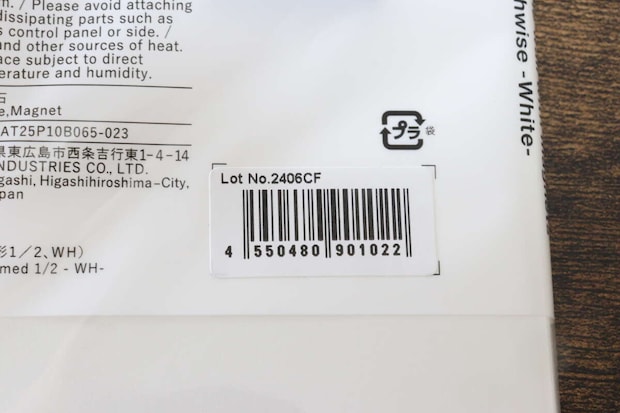 n. / Please avoid attaching
dissipating parts such as
s control panel or side. /
and other sources of heat.
ace subject to direct
erature and humidity.
石
e,Magnet
AT25P10B065-023
県東広島市西条吉行東1-4-14
NDUSTRIES CO., LTD.
gashi, Higashihiroshima-City,
pan
形1/2、WH)
med 1/2 - WH-
プラ
袋
Lot No.2406CF
4 550480 901022
hwise - White-